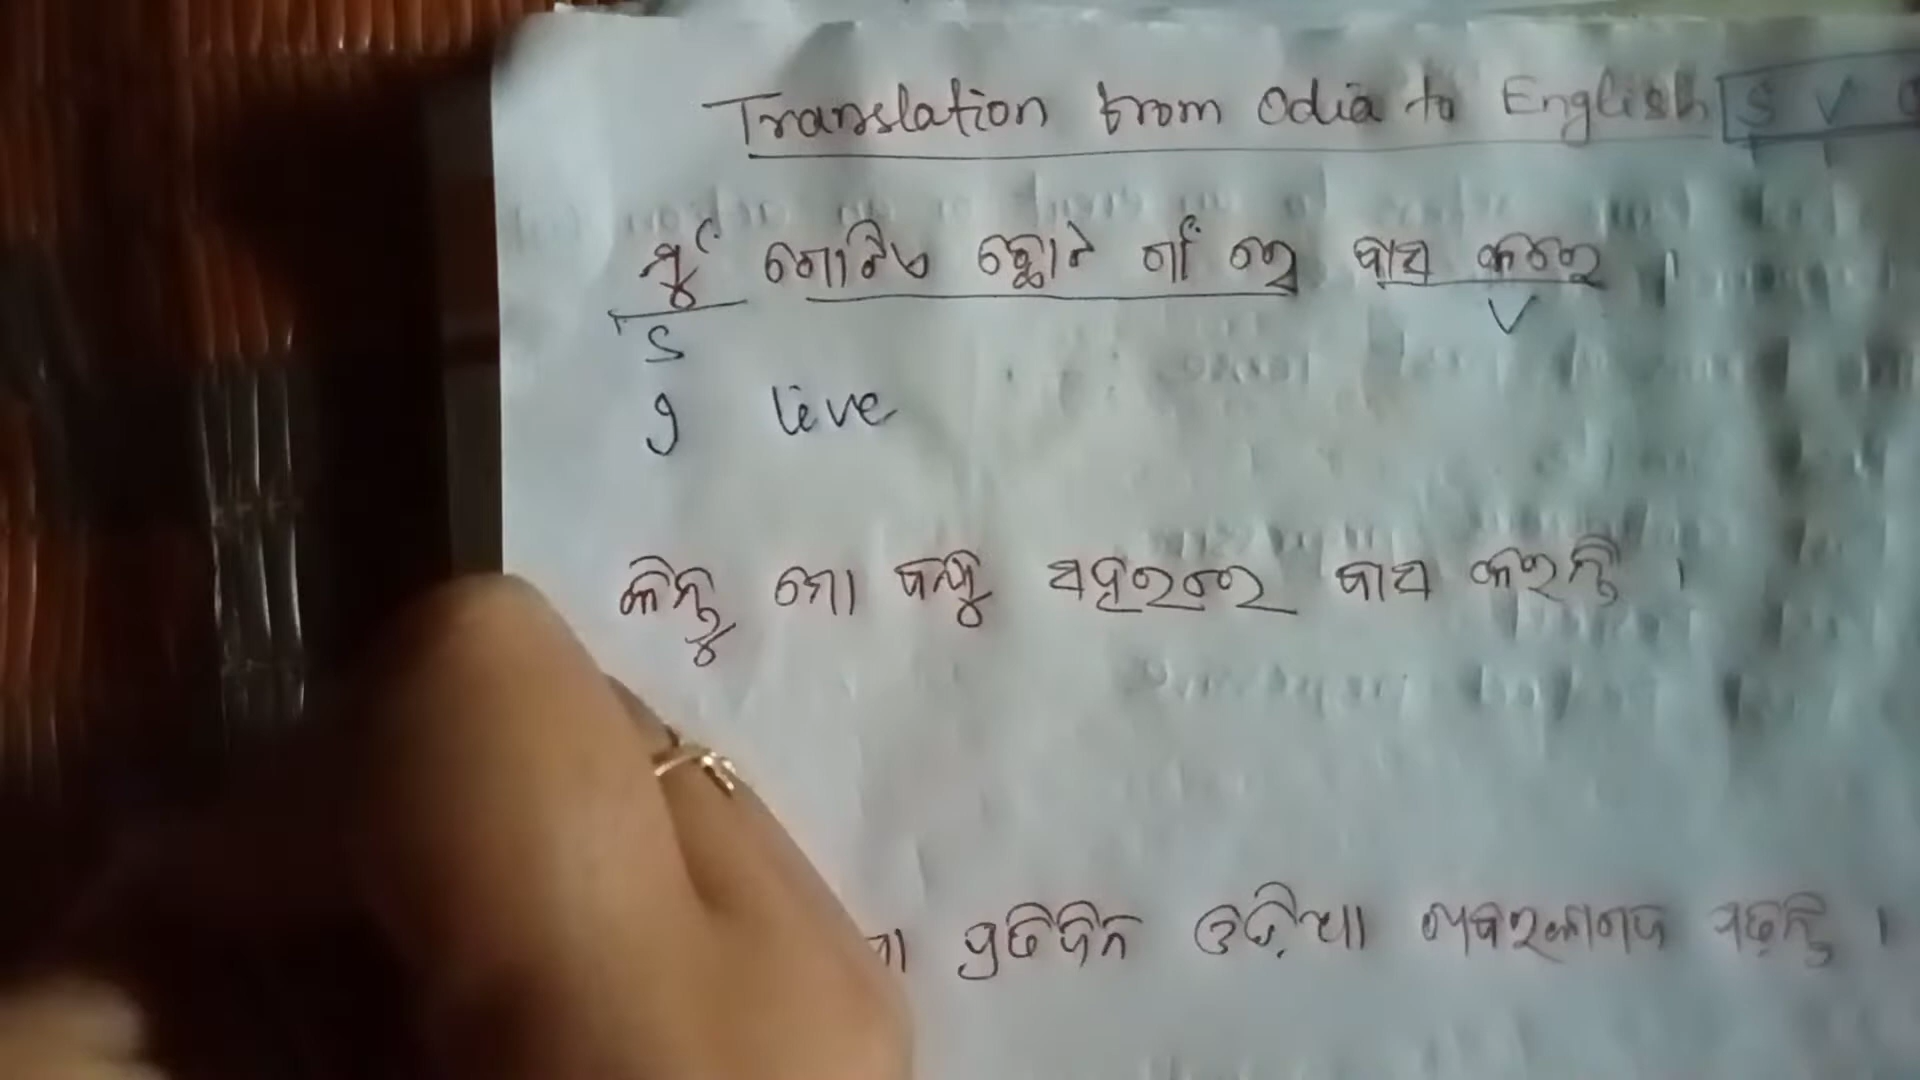 Translation from Odia to English S V O
ମୁଁ ଗୋଟିଏ ଛୋଟ ଗାଁ ରେ ବାସ କରେ ।
S V
I live
କିନ୍ତୁ ମୋ ବନ୍ଧୁ ସହରରେ ବାସ କରନ୍ତି ।
ପ୍ରତିଦିନ ଓଡ଼ିଆ ଖବରକାଗଜ ପଢ଼ନ୍ତି ।